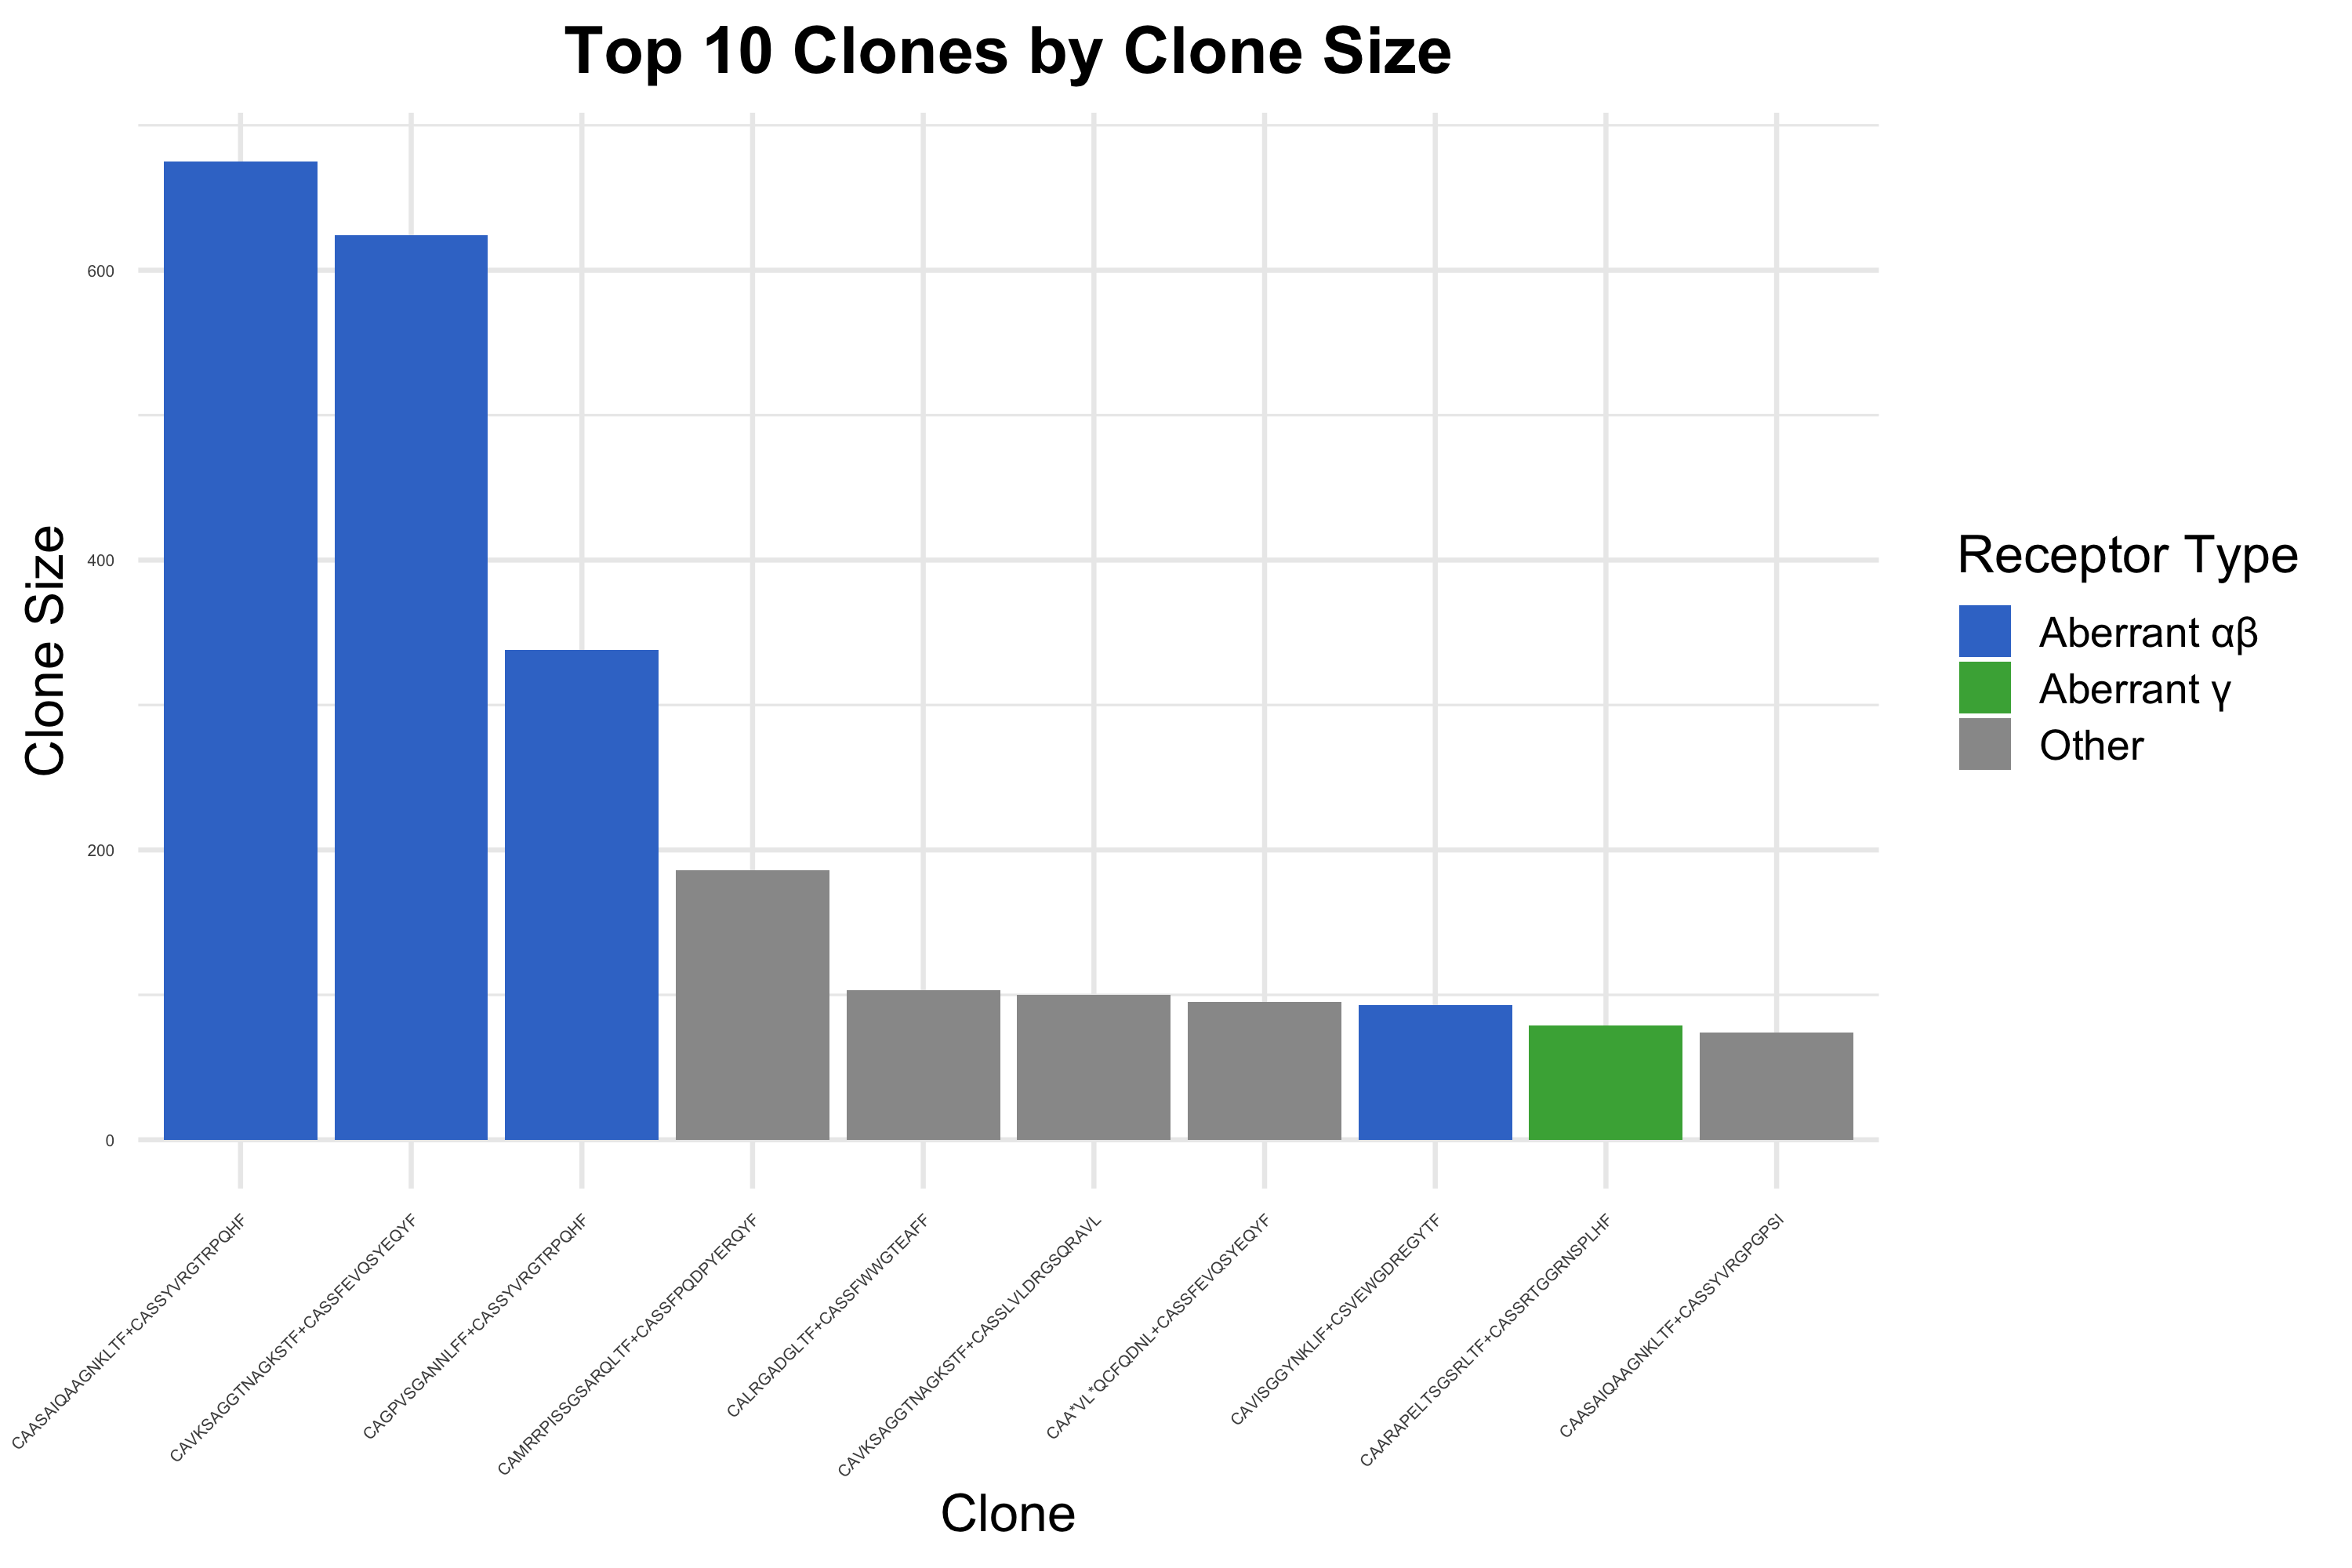 Top 10 Clones by Clone Size
Clone Size
600
400
200
0
CAASAIQAAGNKLTF+CASSYVRGTRPQHF
CAVKSAGGTNAGKSTF+CASSFEVQSYEQYF
CAGPVSGANNLFF+CASSYVRGTRPQHF
CAMRRPISSGSARQLTF+CASSFPQDPYERQYF
CALRGADGLTF+CASSFWWGTEAFF
CAVKSAGGTNAGKSTF+CASSLVLDRGSQRAVL
CAA*VL*QCFQDNL+CASSFEVQSYEQYF
CAVISGGYNKLIF+CSVEWGDREGYTF
CAARAPELTSGSRLTF+CASSRTGGRNSPLHF
CAASAIQAAGNKLTF+CASSYVRGPGPSI
Clone
Receptor Type
Aberrant αβ
Aberrant γ
Other